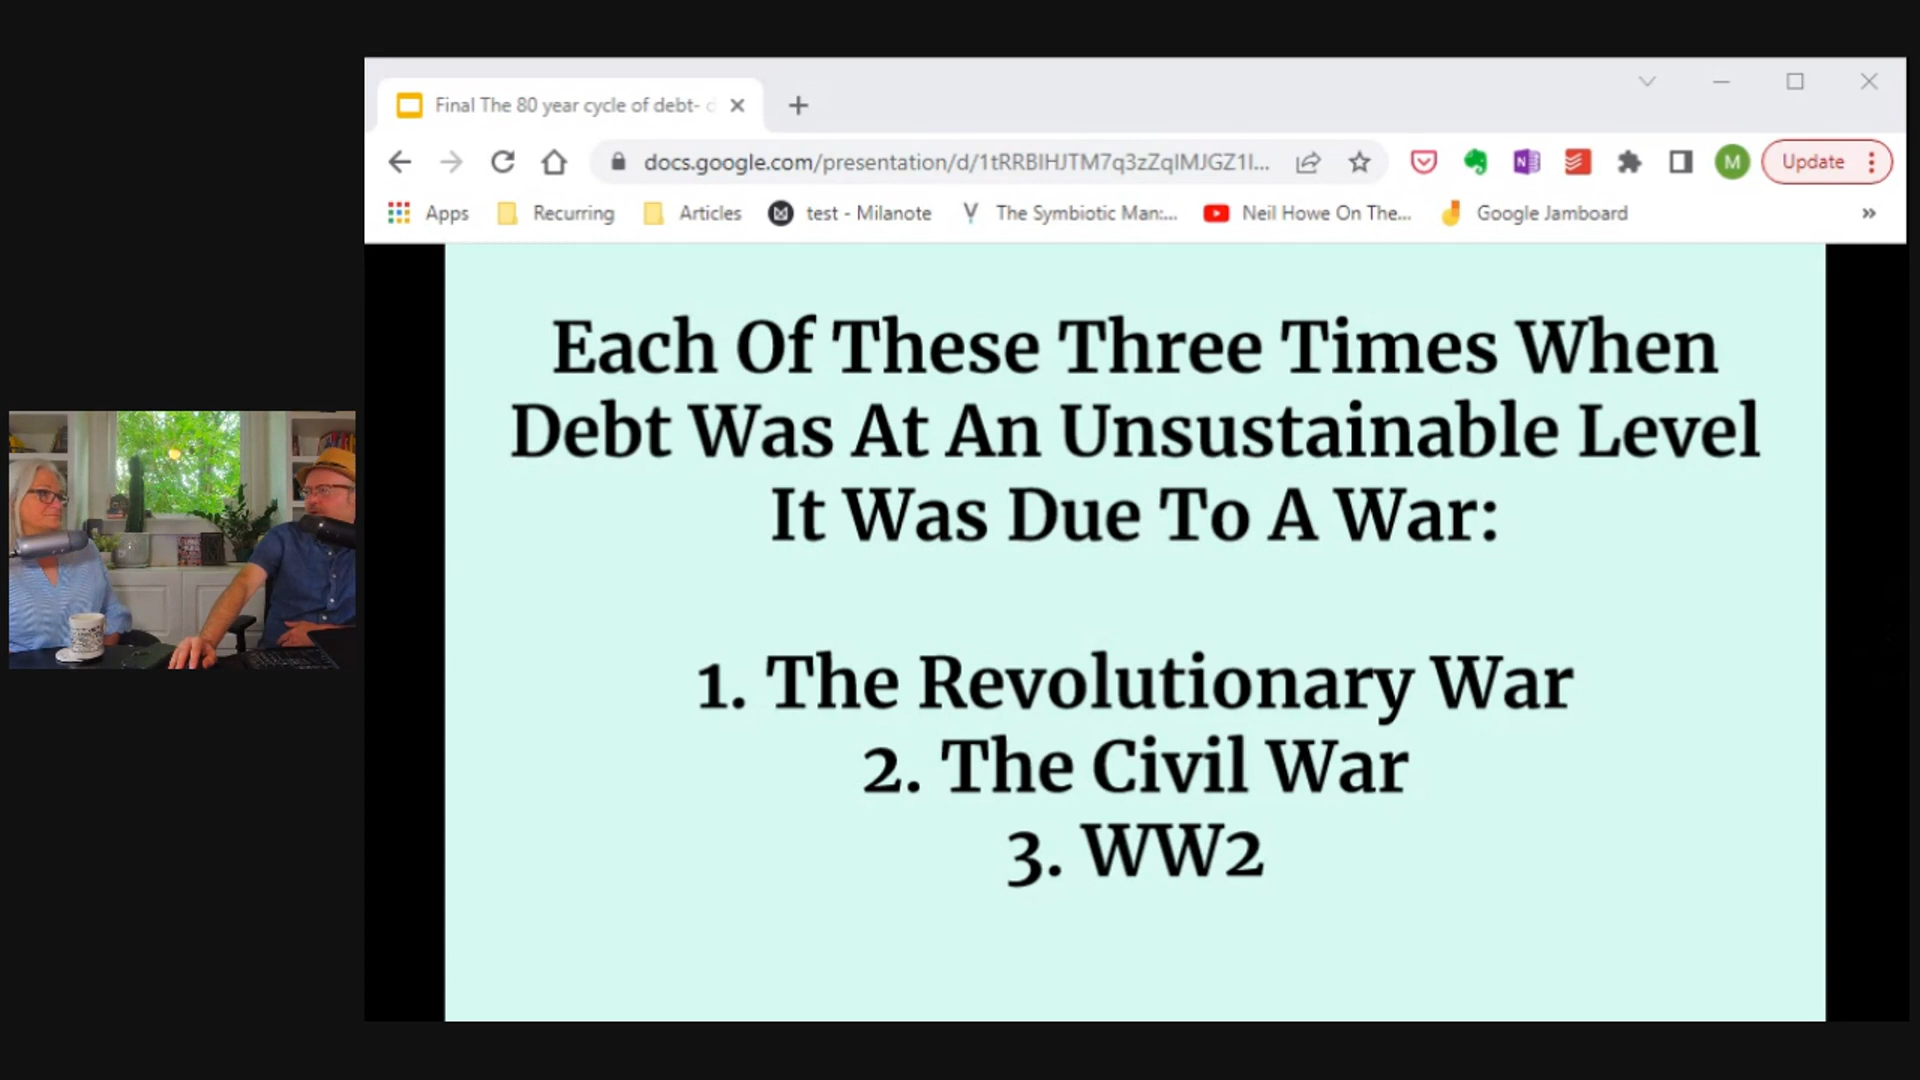 Final The 80 year cycle of debt-
docs.google.com/presentation/d/1tRRBIHJTM7q3zZqIMJGZ1I...
Update
M
Apps
Recurring
Articles
test - Milanote
The Symbiotic Man:...
Neil Howe On The...
Google Jamboard
Each Of These Three Times When
Debt Was At An Unsustainable Level
It Was Due To A War:
1. The Revolutionary War
2. The Civil War
3. WW2